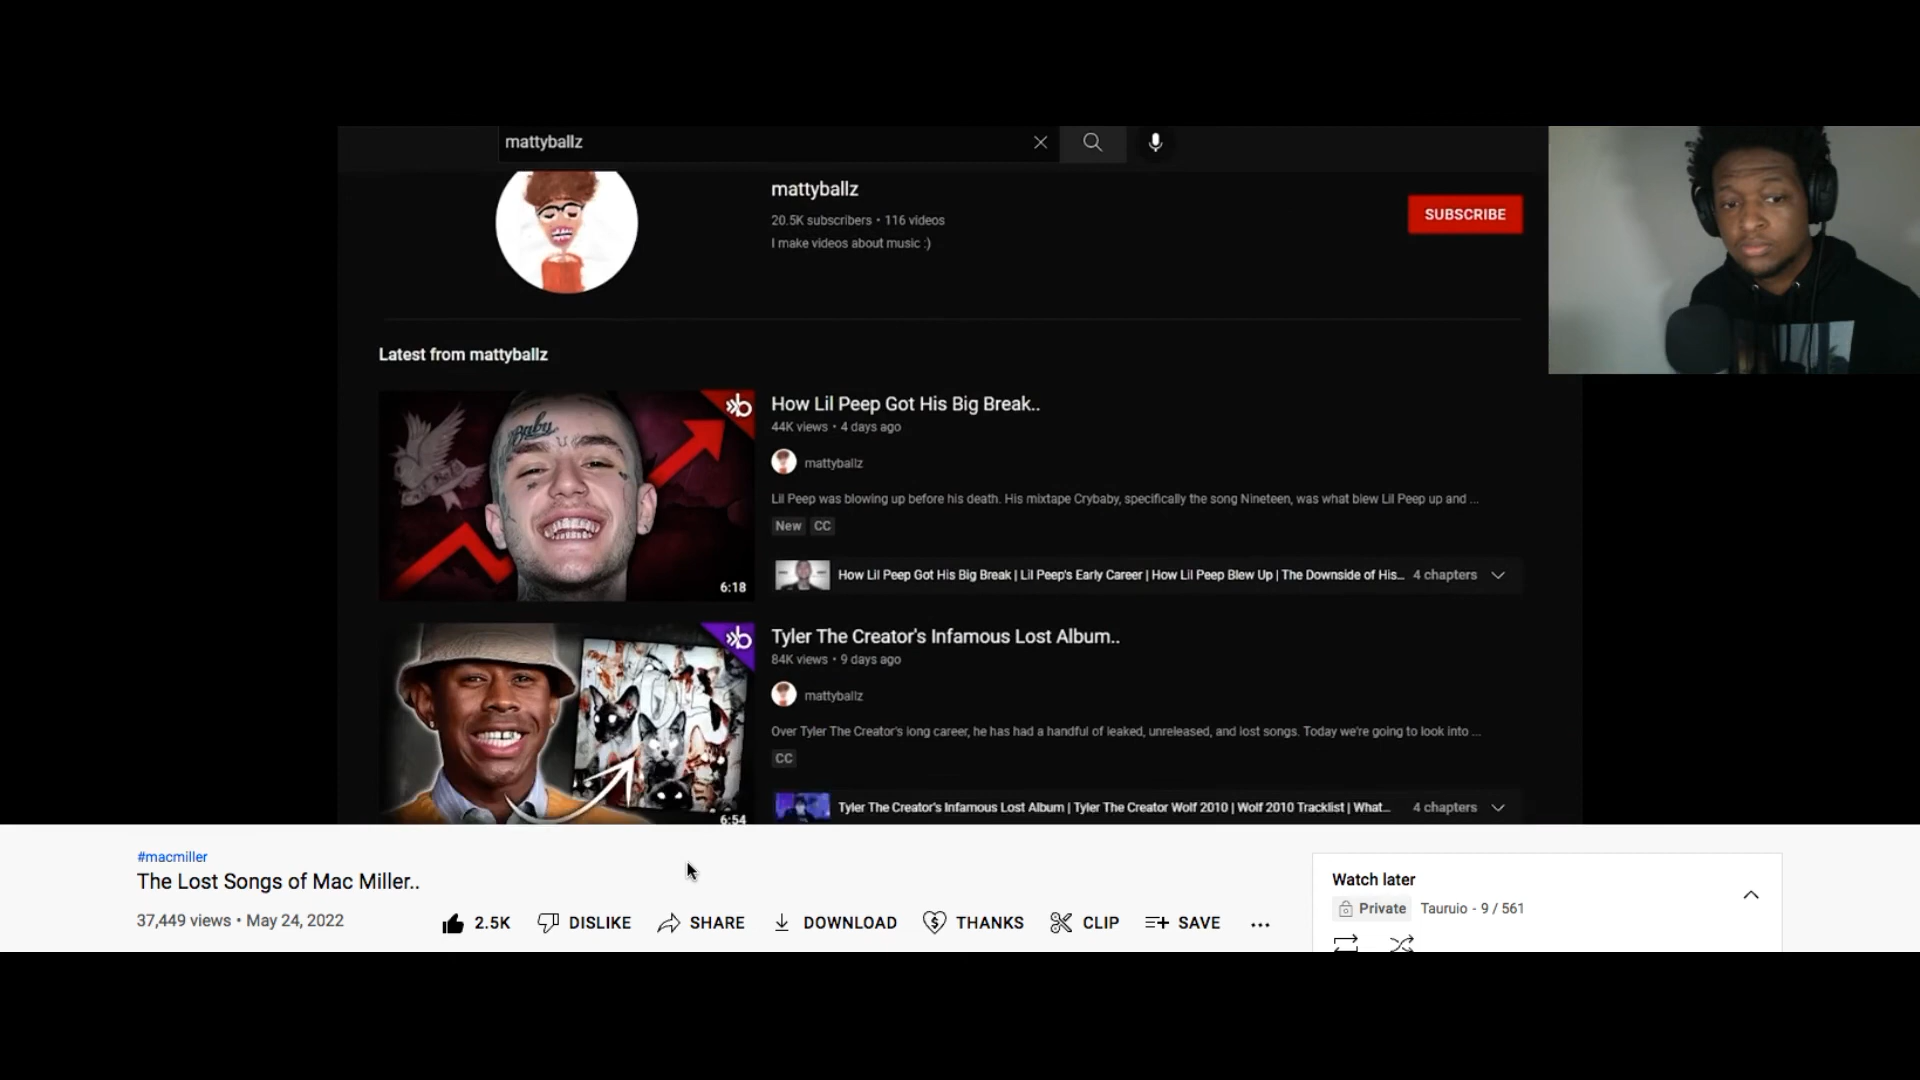 mattyballz
mattyballz
20.5K subscribers • 116 videos
I make videos about music :)
SUBSCRIBE
Latest from mattyballz
Baby
6:18
How Lil Peep Got His Big Break..
44K views • 4 days ago
mattyballz
Lil Peep was blowing up before his death. His mixtape Crybaby, specifically the song Nineteen, was what blew Lil Peep up and ...
New CC
How Lil Peep Got His Big Break | Lil Peep's Early Career | How Lil Peep Blew Up | The Downside of His... 4 chapters
6:54
Tyler The Creator's Infamous Lost Album..
84K views • 9 days ago
mattyballz
Over Tyler The Creator's long career, he has had a handful of leaked, unreleased, and lost songs. Today we're going to look into ...
CC
Tyler The Creator's Infamous Lost Album | Tyler The Creator Wolf 2010 | Wolf 2010 Tracklist | What... 4 chapters
#macmiller
The Lost Songs of Mac Miller..
37,449 views • May 24, 2022
2.5K DISLIKE SHARE DOWNLOAD THANKS CLIP SAVE ...
Watch later
Private Tauruio - 9 / 561